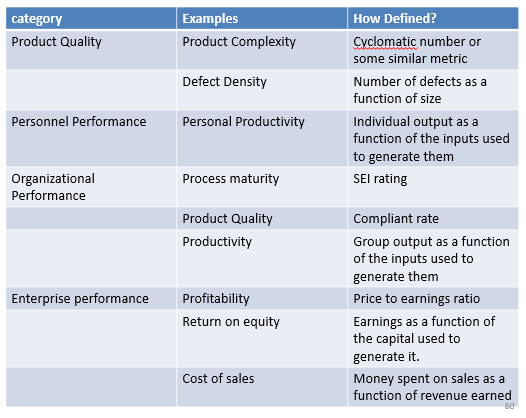 category Examples How Defined?
Product Quality Product Complexity Cyclomatic number or
some similar metric
Defect Density Number of defects as a
function of size
Personnel Performance Personal Productivity Individual output as a
function of the inputs used
to generate them
Organizational Process maturity SEI rating
Performance
Product Quality Compliant rate
Productivity Group output as a function
of the inputs used to
generate them
Enterprise performance Profitability Price to earnings ratio
Return on equity Earnings as a function of
the capital used to
generate it.
Cost of sales Money spent on sales as a
function of revenue earned
60